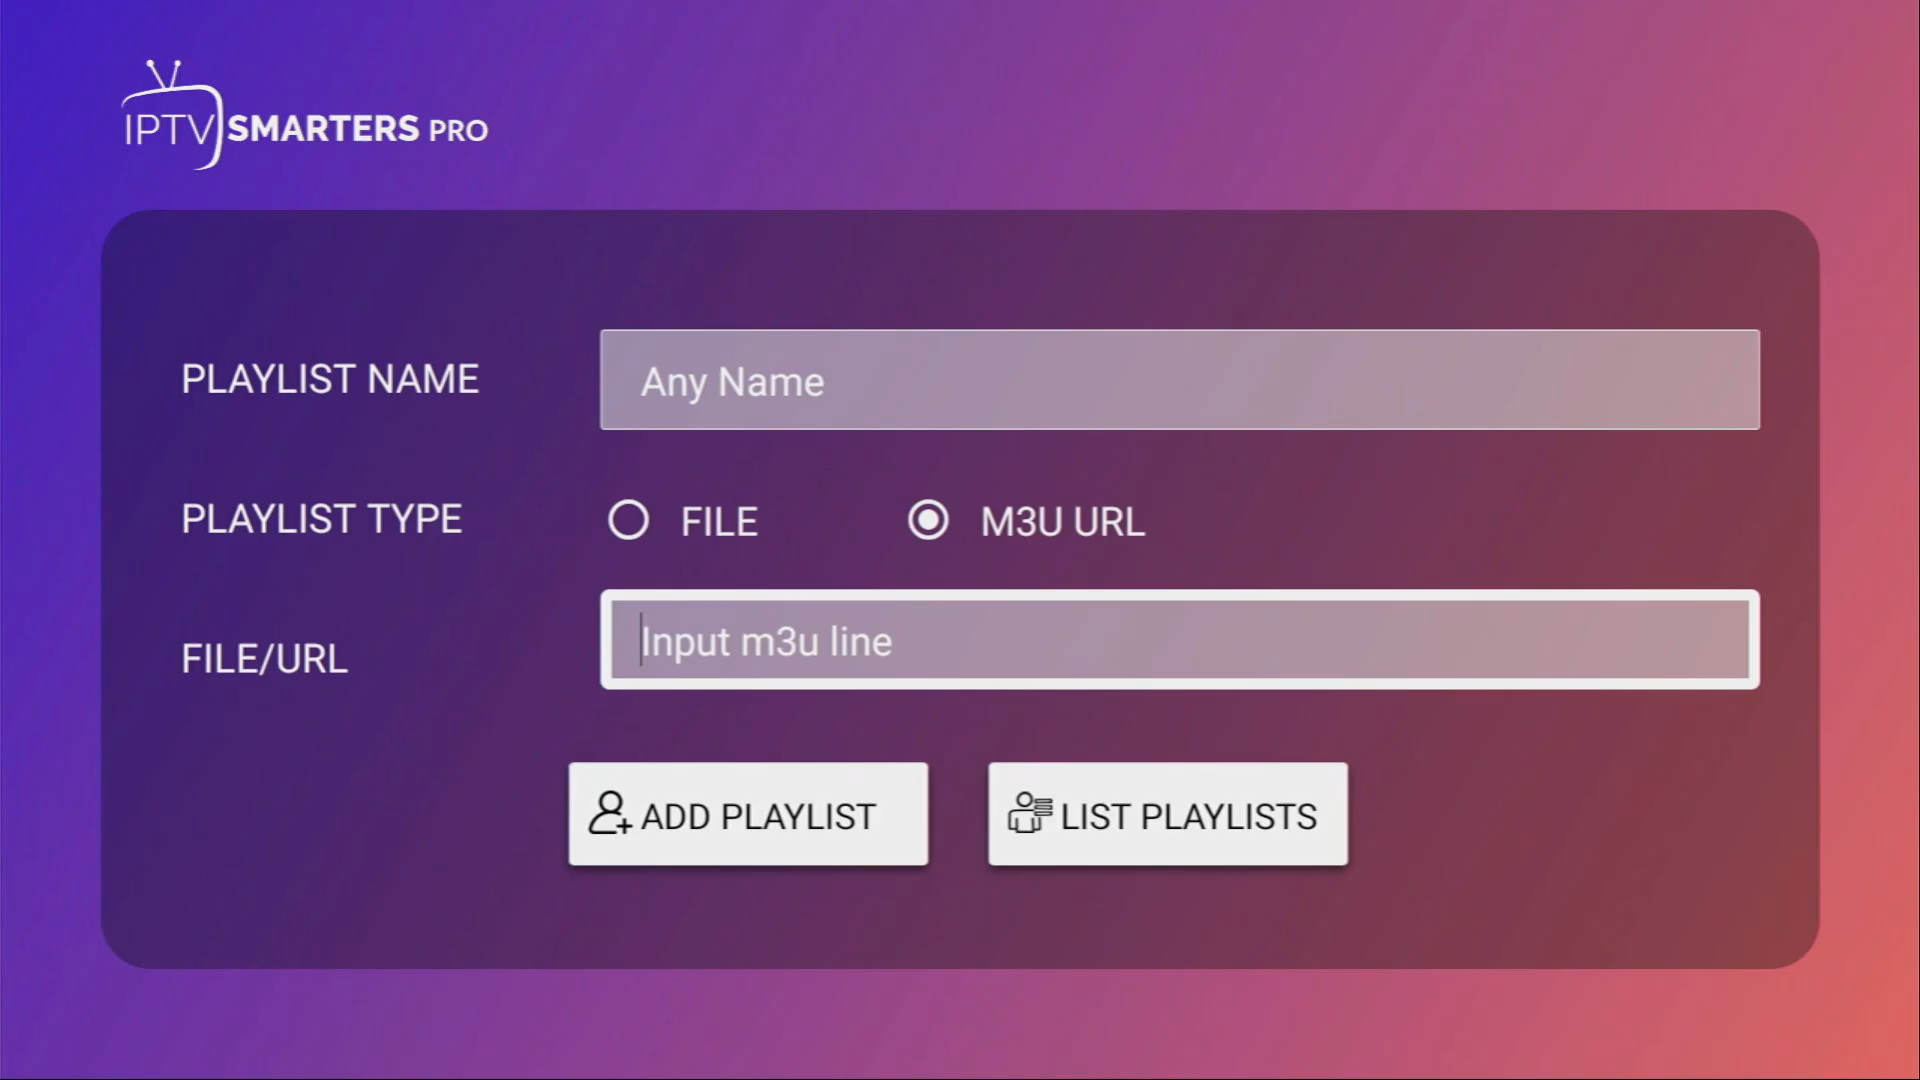 IPTV SMARTERS PRO
PLAYLIST NAME
Any Name
PLAYLIST TYPE
FILE
M3U URL
FILE/URL
Input m3u line
ADD PLAYLIST
LIST PLAYLISTS